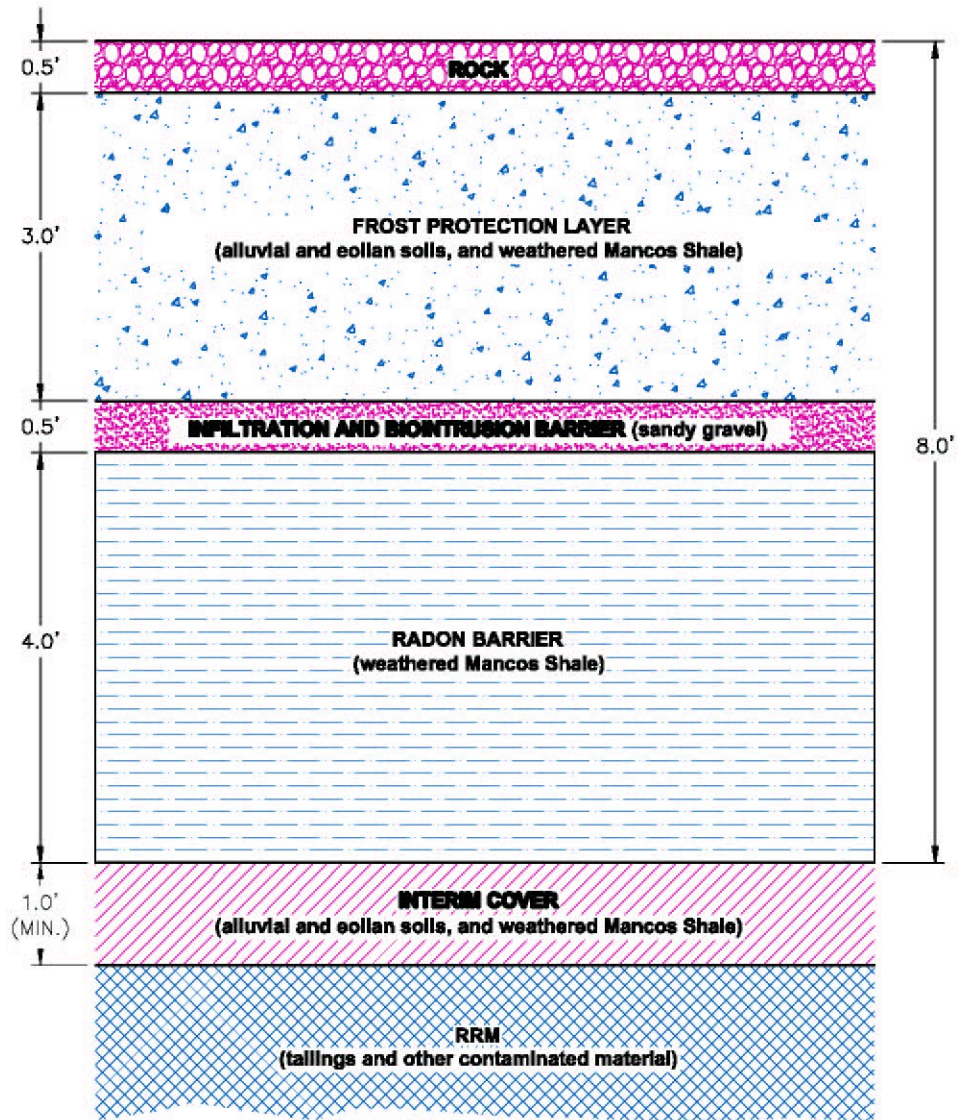 0.5'
ROCK
3.0'
FROST PROTECTION LAYER
(alluvial and eolian soils, and weathered Mancos Shale)
0.5'
INFILTRATION AND BIOINTRUSION BARRIER (sandy gravel)
8.0'
4.0'
RADON BARRIER
(weathered Mancos Shale)
1.0'
(MIN.)
INTERIM COVER
(alluvial and eolian soils, and weathered Mancos Shale)
RRM
(tailings and other contaminated material)